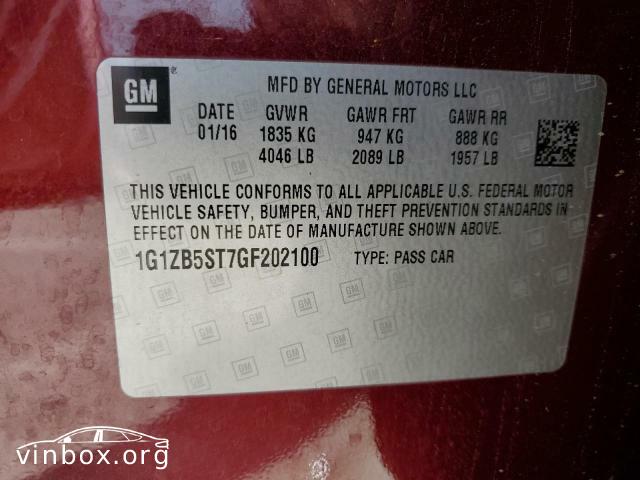 GM
MFD BY GENERAL MOTORS LLC
DATE GVWR GAWR FRT GAWR RR
01/16 1835 KG 947 KG 888 KG
4046 LB 2089 LB 1957 LB
THIS VEHICLE CONFORMS TO ALL APPLICABLE U.S. FEDERAL MOTOR
VEHICLE SAFETY, BUMPER, AND THEFT PREVENTION STANDARDS IN
EFFECT ON THE DATE OF MANUFACTURE SHOWN ABOVE.
1G1ZB5ST7GF202100 TYPE: PASS CAR
vinbox.org